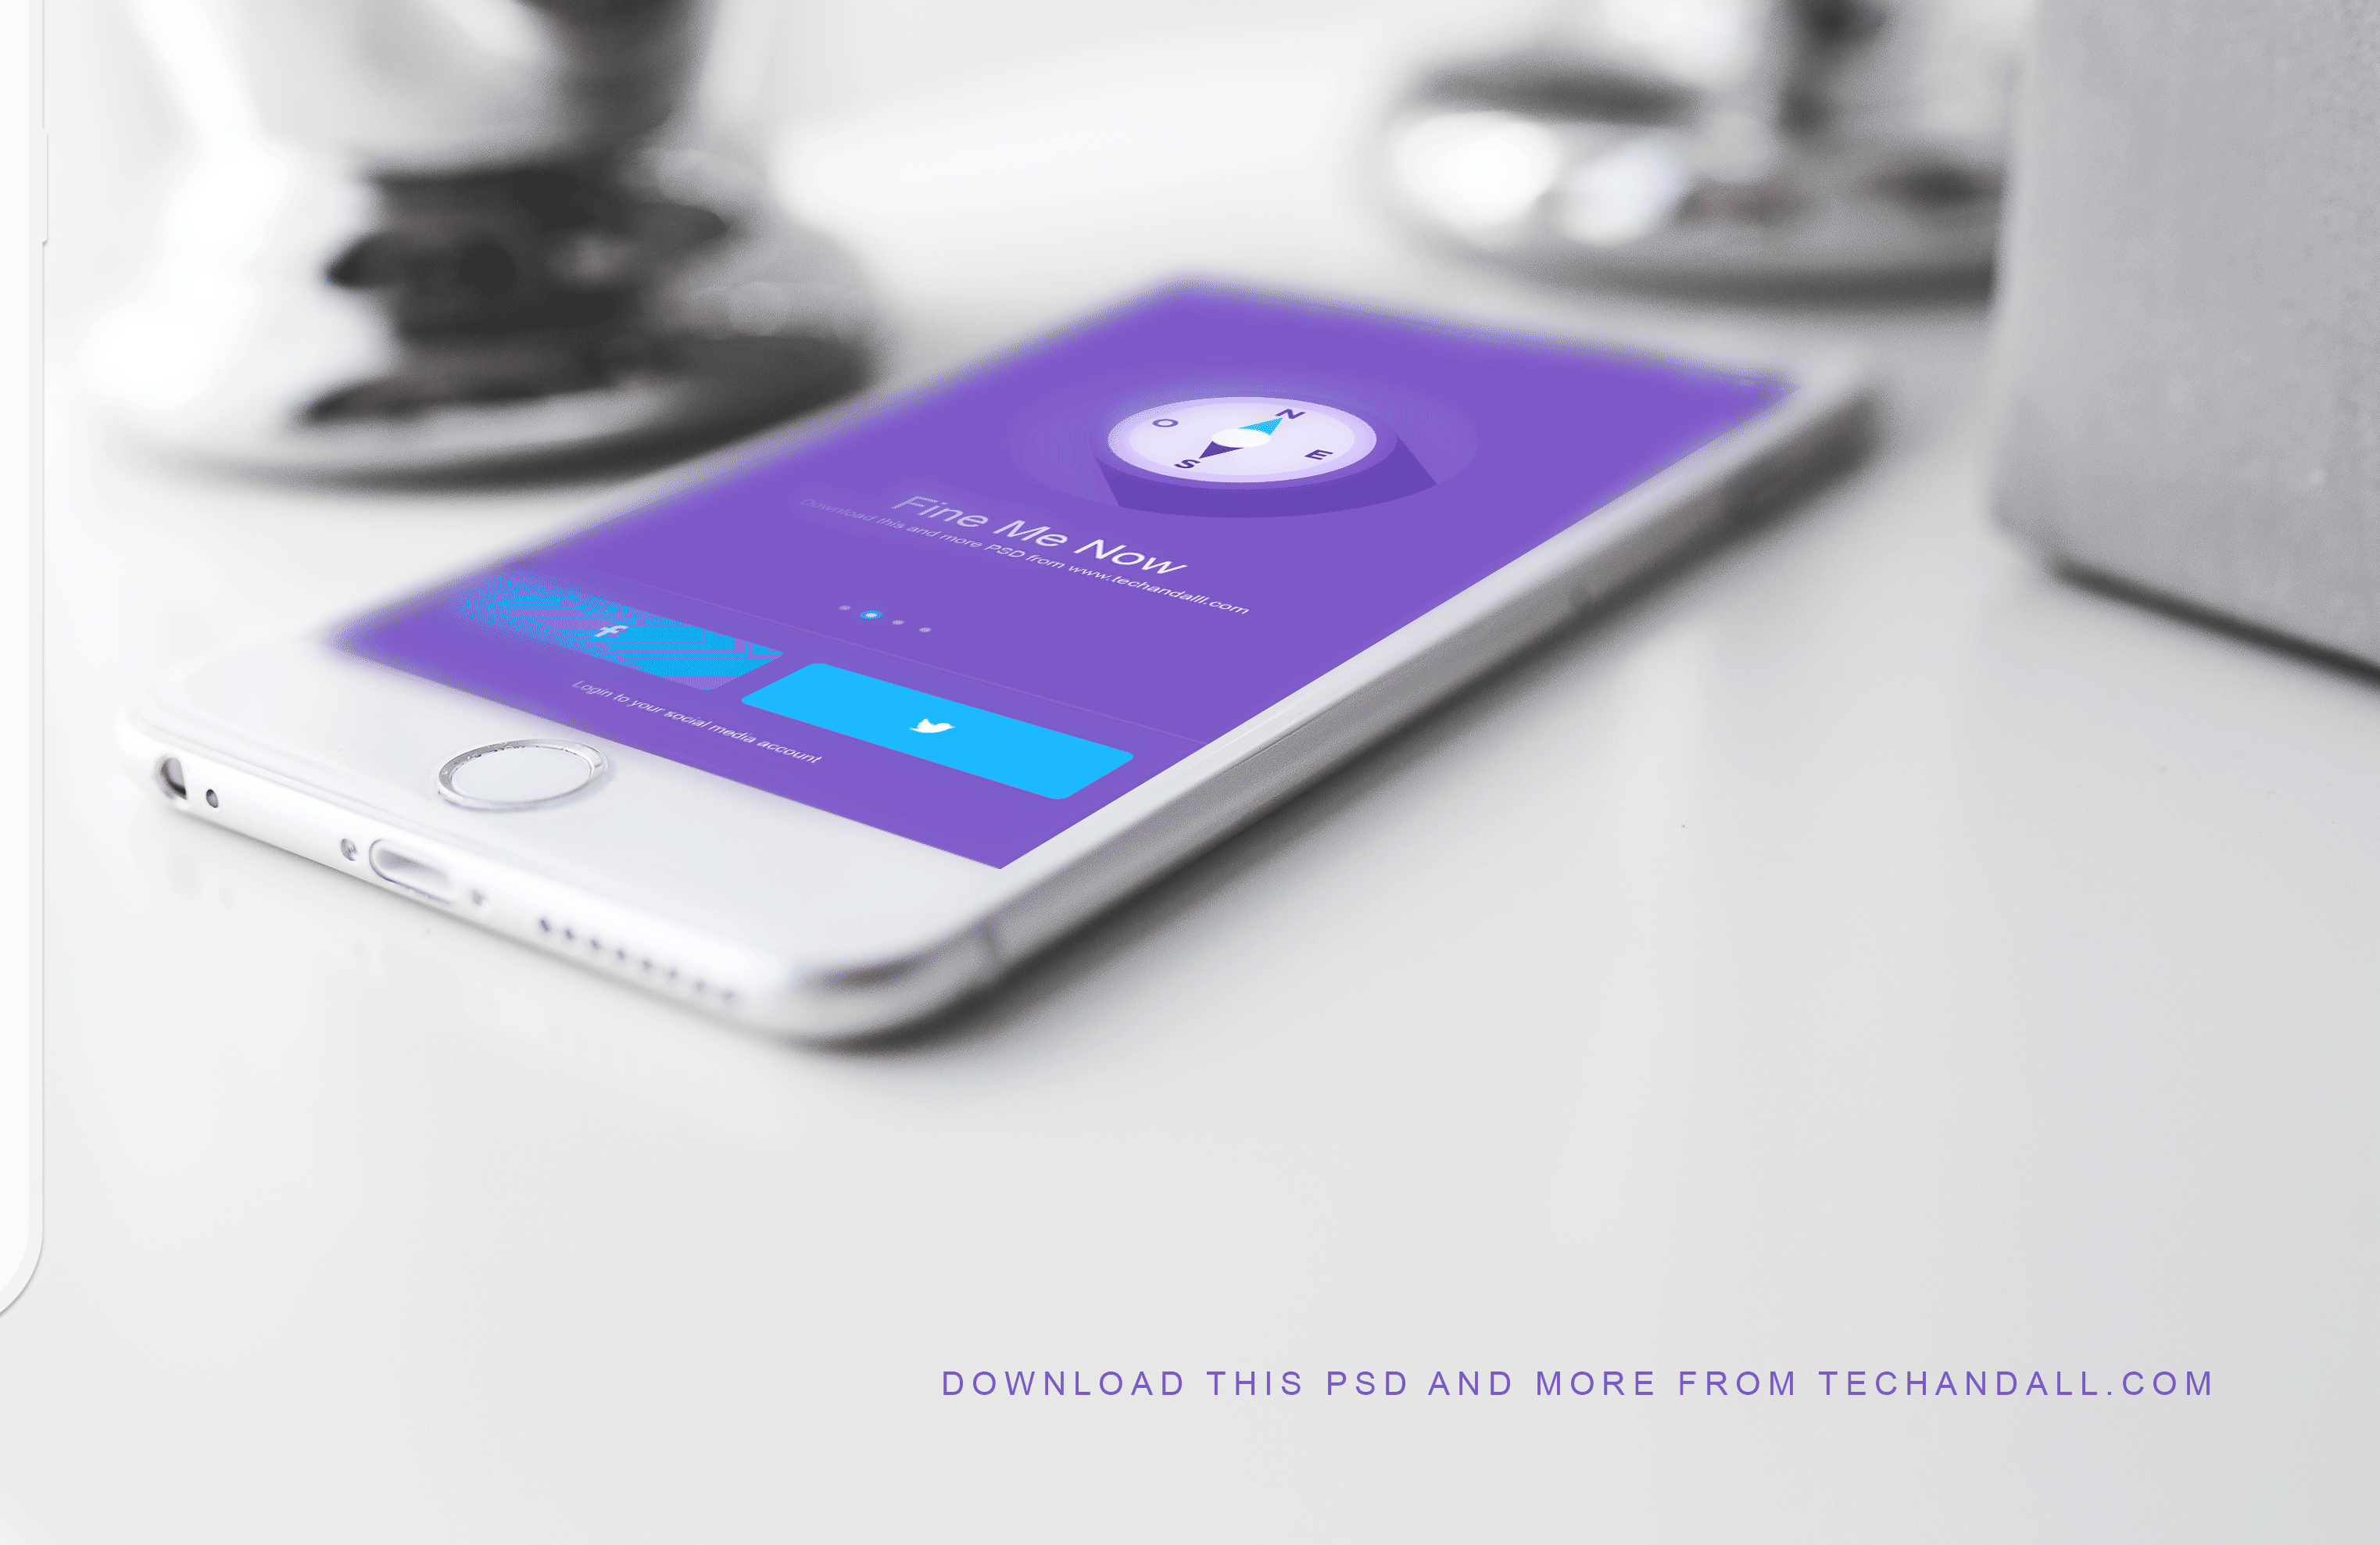 N
O
E
S
Fine Me Now
Download this and more PSD from www.techandall.com
Login to your social media account
DOWNLOAD THIS PSD AND MORE FROM TECHANDALL.COM